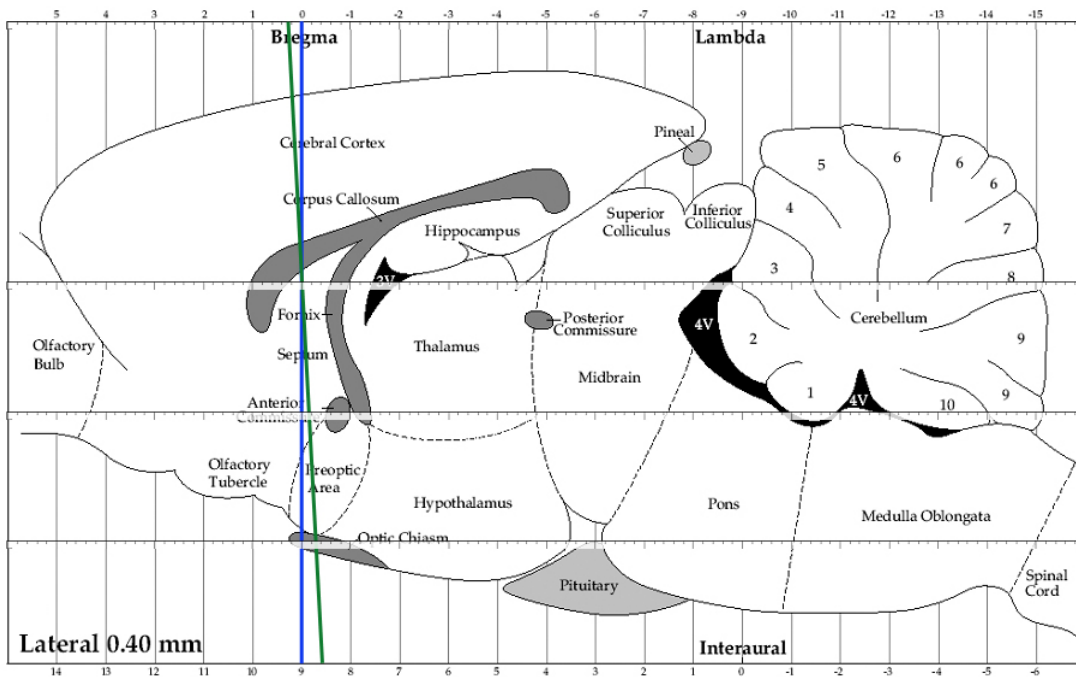 5 4 3 2 1 0 -1 -2 -3 -4 -5 -6 -7 -8 -9 -10 -11 -12 -13 -14 -15
Bregma
Lambda
Cerebral Cortex
Pineal
5
6
6
6
Corpus Callosum
4
Hippocampus
Superior
Colliculus
Inferior
Colliculus
7
3
8
3V
Fornix
Posterior
Commissure
4V
Cerebellum
Olfactory
Bulb
Septum
Thalamus
2
9
Midbrain
Anterior
Commissure
1
4V
10
9
Olfactory
Tubercle
Preoptic
Area
Hypothalamus
Pons
Medulla Oblongata
Optic Chiasm
Pituitary
Spinal
Cord
Lateral 0.40 mm
Interaural
14 13 12 11 10 9 8 7 6 5 4 3 2 1 0 -1 -2 -3 -4 -5 -6